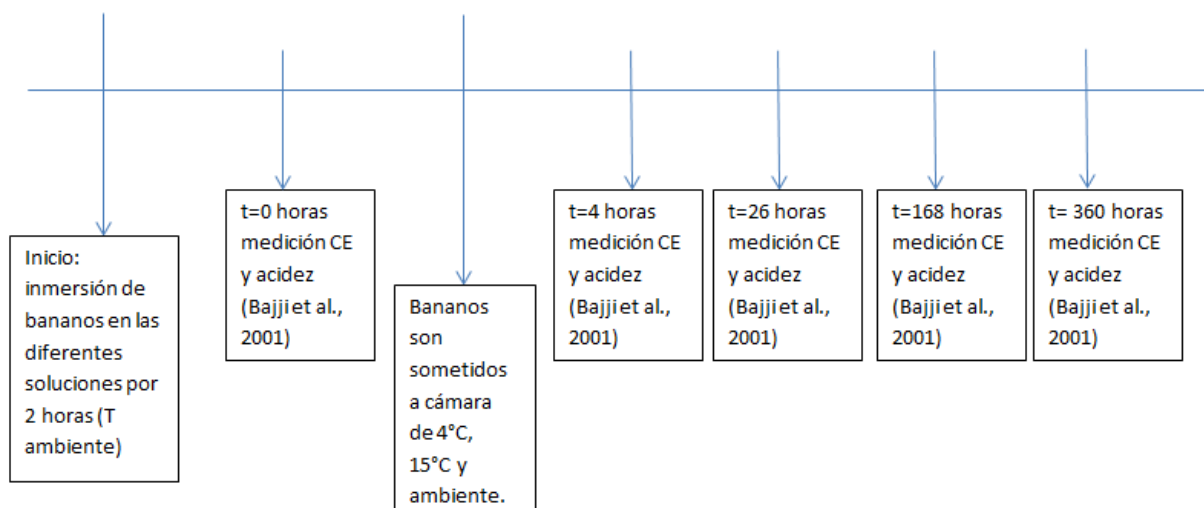 Inicio:
inmersión de
bananos en las
diferentes
soluciones por
2 horas (T
ambiente)
t=0 horas
medición CE
y acidez
(Bajji et al.,
2001)
Bananos
son
sometidos
a cámara
de 4°C,
15°C y
ambiente.
t=4 horas
medición CE
y acidez
(Bajji et al.,
2001)
t=26 horas
medición CE
y acidez
(Bajji et al.,
2001)
t=168 horas
medición CE
y acidez
(Bajji et al.,
2001)
t= 360 horas
medición CE
y acidez
(Bajji et al.,
2001)